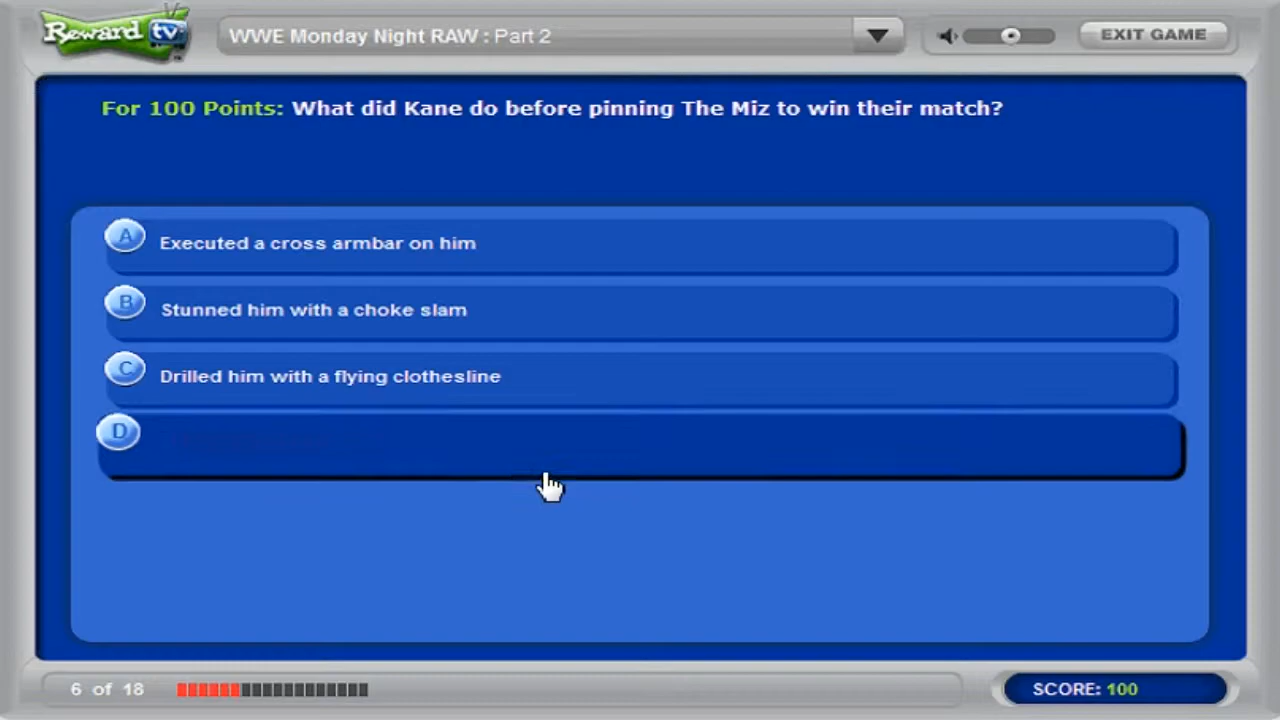 Reward tv
WWE Monday Night RAW : Part 2
EXIT GAME
For 100 Points: What did Kane do before pinning The Miz to win their match?
A
Executed a cross armbar on him
B
Stunned him with a choke slam
C
Drilled him with a flying clothesline
D
6 of 18
SCORE: 100